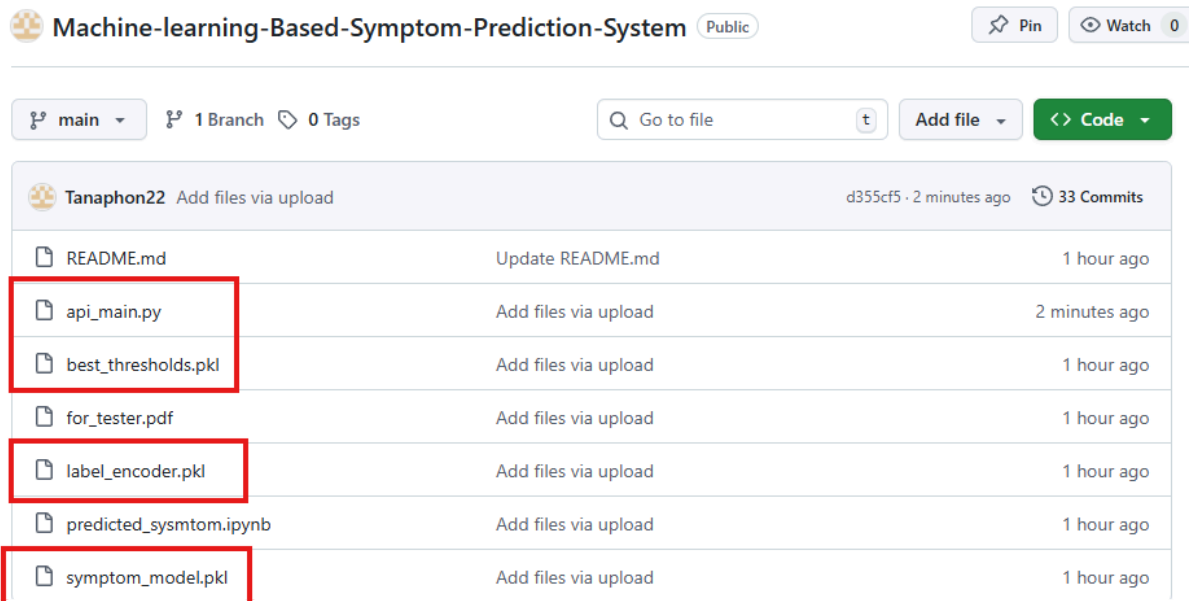 Machine-learning-Based-Symptom-Prediction-System Public Pin Watch 0
main 1 Branch 0 Tags Go to file t Add file Code
Tanaphon22 Add files via upload d355cf5 · 2 minutes ago 33 Commits
README.md Update README.md 1 hour ago
api_main.py Add files via upload 2 minutes ago
best_thresholds.pkl Add files via upload 1 hour ago
for_tester.pdf Add files via upload 1 hour ago
label_encoder.pkl Add files via upload 1 hour ago
predicted_sysmtom.ipynb Add files via upload 1 hour ago
symptom_model.pkl Add files via upload 1 hour ago